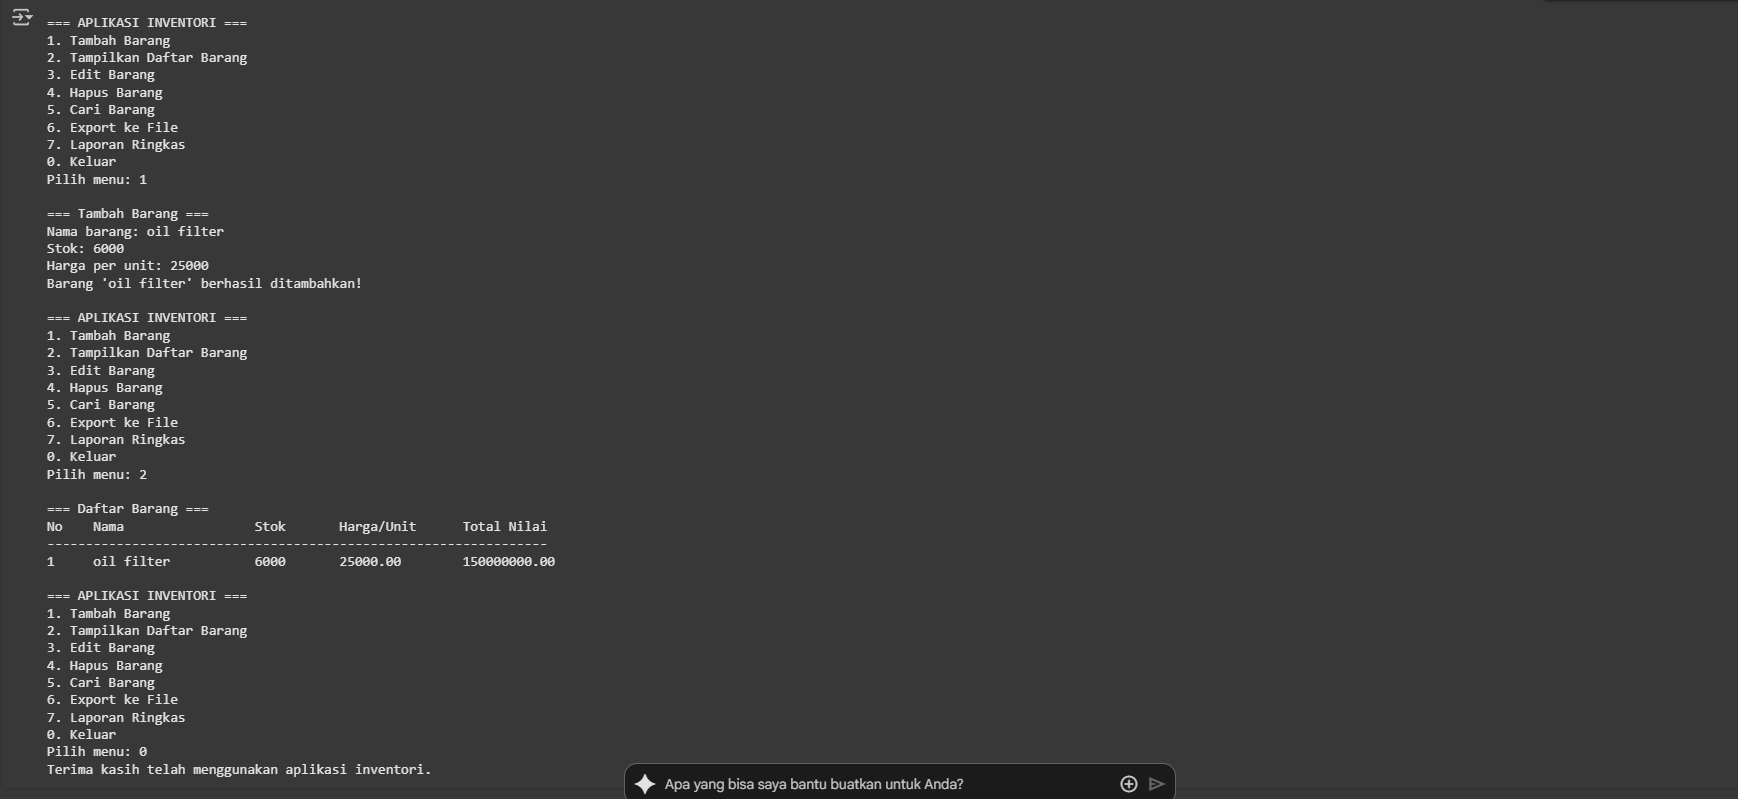 === APLIKASI INVENTORI ===
1. Tambah Barang
2. Tampilkan Daftar Barang
3. Edit Barang
4. Hapus Barang
5. Cari Barang
6. Export ke File
7. Laporan Ringkas
0. Keluar
Pilih menu: 1
=== Tambah Barang ===
Nama barang: oil filter
Stok: 6000
Harga per unit: 25000
Barang 'oil filter' berhasil ditambahkan!
=== APLIKASI INVENTORI ===
1. Tambah Barang
2. Tampilkan Daftar Barang
3. Edit Barang
4. Hapus Barang
5. Cari Barang
6. Export ke File
7. Laporan Ringkas
0. Keluar
Pilih menu: 2
=== Daftar Barang ===
No Nama Stok Harga/Unit Total Nilai
-----------------------------------------------------------------
1 oil filter 6000 25000.00 150000000.00
=== APLIKASI INVENTORI ===
1. Tambah Barang
2. Tampilkan Daftar Barang
3. Edit Barang
4. Hapus Barang
5. Cari Barang
6. Export ke File
7. Laporan Ringkas
0. Keluar
Pilih menu: 0
Terima kasih telah menggunakan aplikasi inventori.
Apa yang bisa saya bantu buatkan untuk Anda?